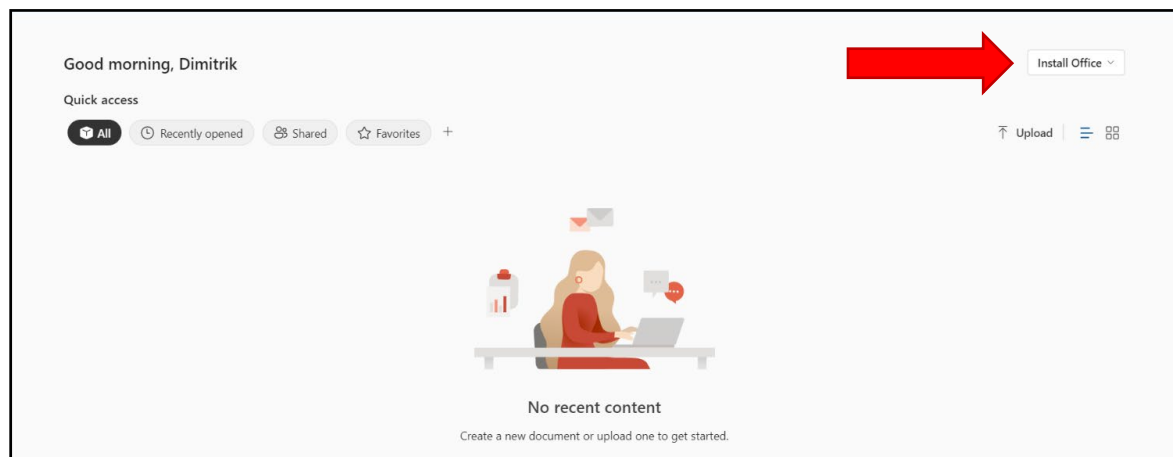 Good morning, Dimitrik
Install Office
Quick access
All
Recently opened
Shared
Favorites
Upload
No recent content
Create a new document or upload one to get started.